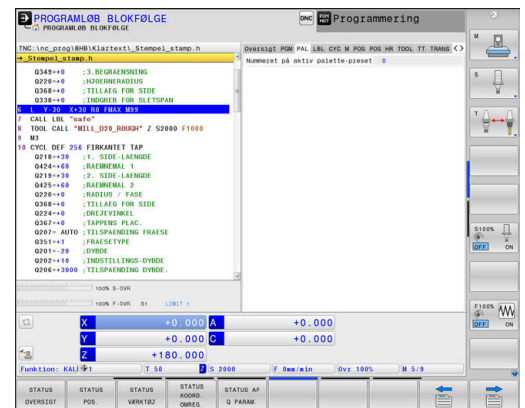 PROGRAMLØB BLOKFØLGE
PROGRAMLØB BLOKFØLGE
DNC
Programmering
TNC:\nc_prog\BHB\Klartext\_Stempel_stamp.h
→_Stempel_stamp.h
Q349=+0 ;3.BEGRAENSNING
Q220=+0 ;HJOERNERADIUS
Q368=+0 ;TILLAEG FOR SIDE
Q338=+0 ;INDGREB FOR SLETSPAN
6 L Y-30 X+30 R0 FMAX M99
7 CALL LBL "safe"
8 TOOL CALL "MILL_D20_ROUGH" Z S2000 F1000
9 M3
10 CYCL DEF 256 FIRKANTET TAP
Q218=+30 ;1. SIDE-LAENGDE
Q424=+60 ;RAEMNEMAL 1
Q219=+30 ;2. SIDE-LAENGDE
Q425=+60 ;RAEMNEMAL 2
Q220=+0 ;RADIUS / FASE
Q368=+0 ;TILLAEG FOR SIDE
Q224=+0 ;DREJEVINKEL
Q367=+0 ;TAPPENS PLAC.
Q207= AUTO ;TILSPAENDING FRAESE
Q351=+1 ;FRAESETYPE
Q201=-20 ;DYBDE
Q202=+10 ;INDSTILLINGS-DYBDE
Q206=+3000 ;TILSPAENDING DYBDE.
Oversigt PGM PAL LBL CYC M POS POS HR TOOL TT TRANS
Nummeret på aktiv palette-preset 0
100% S-OVR
100% F-OVR S1 LIMIT 1
X +0.000 A +0.000
Y +0.000 C +0.000
Z +180.000
Funktion: KALI 1 T 50 Z S 2000 F 0mm/min Ovr 100% M 5/9
M
S
T
S100%
OFF ON
F100%
OFF ON
STATUS OVERSIGT
STATUS POS.
STATUS VÆRKTØJ
STATUS KOORD. OMREG.
STATUS AF Q PARAM.